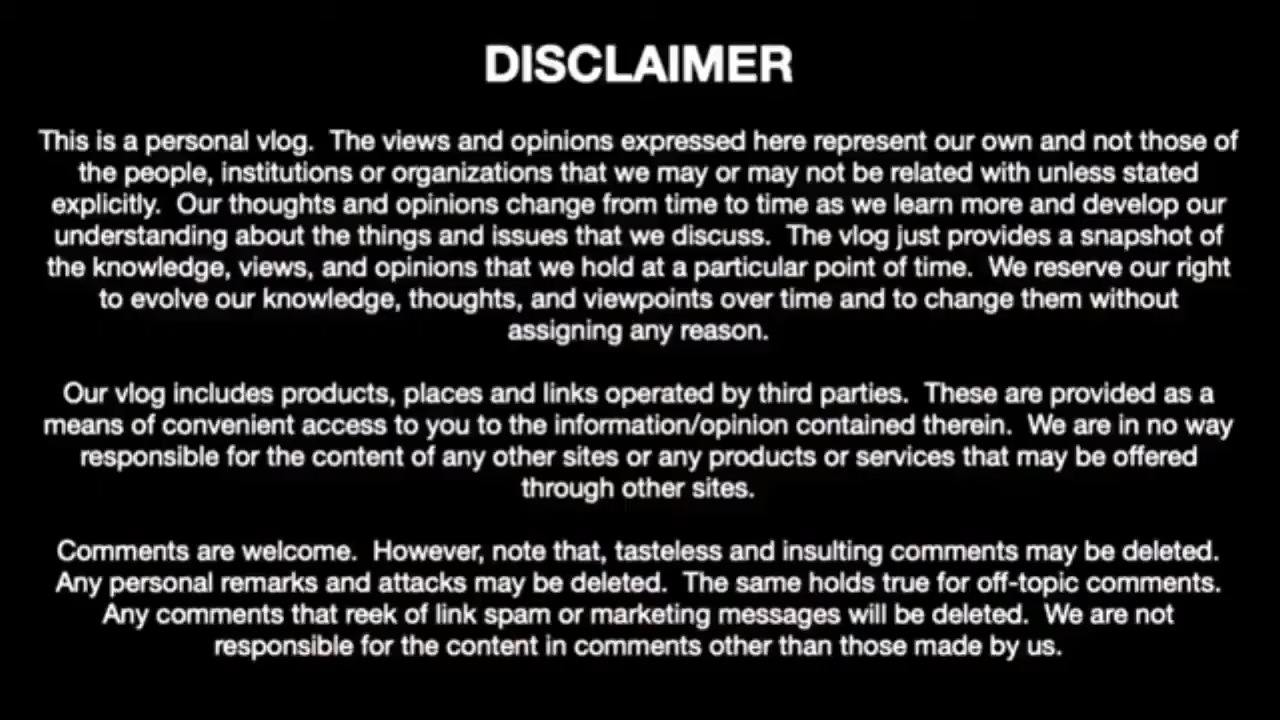 DISCLAIMER
This is a personal vlog.  The views and opinions expressed here represent our own and not those of
the people, institutions or organizations that we may or may not be related with unless stated
explicitly.  Our thoughts and opinions change from time to time as we learn more and develop our
understanding about the things and issues that we discuss.  The vlog just provides a snapshot of
the knowledge, views, and opinions that we hold at a particular point of time.  We reserve our right
to evolve our knowledge, thoughts, and viewpoints over time and to change them without
assigning any reason.
Our vlog includes products, places and links operated by third parties.  These are provided as a
means of convenient access to you to the information/opinion contained therein.  We are in no way
responsible for the content of any other sites or any products or services that may be offered
through other sites.
Comments are welcome.  However, note that, tasteless and insulting comments may be deleted.
Any personal remarks and attacks may be deleted.  The same holds true for off-topic comments.
Any comments that reek of link spam or marketing messages will be deleted.  We are not
responsible for the content in comments other than those made by us.